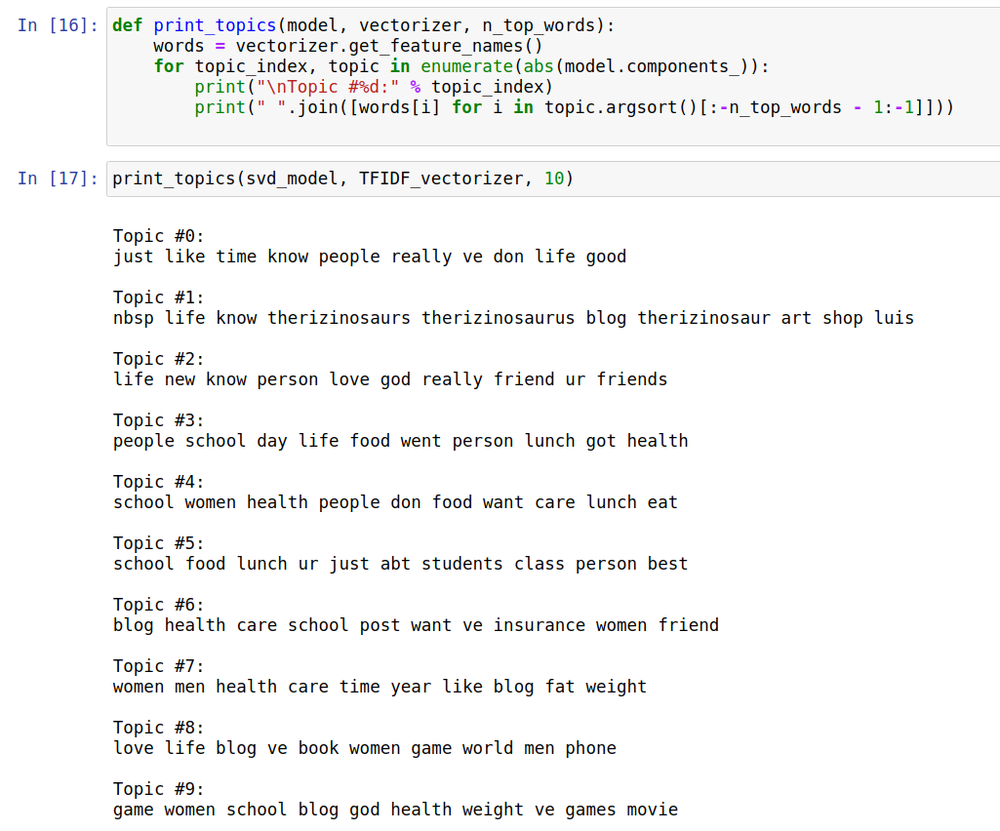 In [16]: def print_topics(model, vectorizer, n_top_words):
    words = vectorizer.get_feature_names()
    for topic_index, topic in enumerate(abs(model.components_)):
        print("\nTopic #%d:" % topic_index)
        print(" ".join([words[i] for i in topic.argsort()[:-n_top_words - 1:-1]]))
In [17]: print_topics(svd_model, TFIDF_vectorizer, 10)
Topic #0:
just like time know people really ve don life good
Topic #1:
nbsp life know therizinosaurs therizinosaurus blog therizinosaur art shop luis
Topic #2:
life new know person love god really friend ur friends
Topic #3:
people school day life food went person lunch got health
Topic #4:
school women health people don food want care lunch eat
Topic #5:
school food lunch ur just abt students class person best
Topic #6:
blog health care school post want ve insurance women friend
Topic #7:
women men health care time year like blog fat weight
Topic #8:
love life blog ve book women game world men phone
Topic #9:
game women school blog god health weight ve games movie